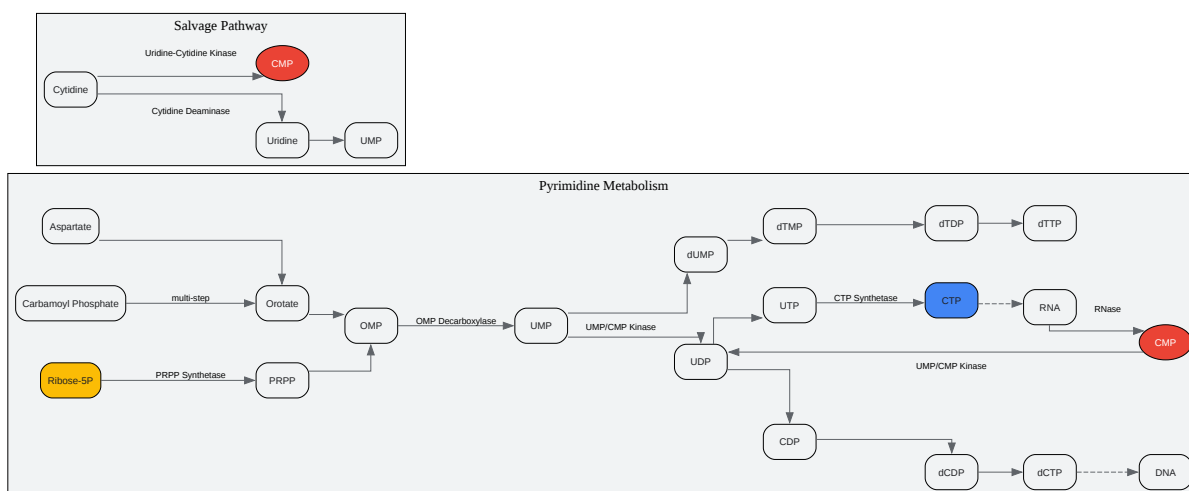 Salvage Pathway
Uridine-Cytidine Kinase
CMP
Cytidine
Cytidine Deaminase
Uridine
UMP
Pyrimidine Metabolism
Aspartate
dTMP
dTDP
dTTP
dUMP
Carbamoyl Phosphate
multi-step
Orotate
OMP
OMP Decarboxylase
UMP
UMP/CMP Kinase
UTP
CTP Synthetase
CTP
RNA
RNase
CMP
UDP
UMP/CMP Kinase
Ribose-5P
PRPP Synthetase
PRPP
CDP
dCDP
dCTP
DNA